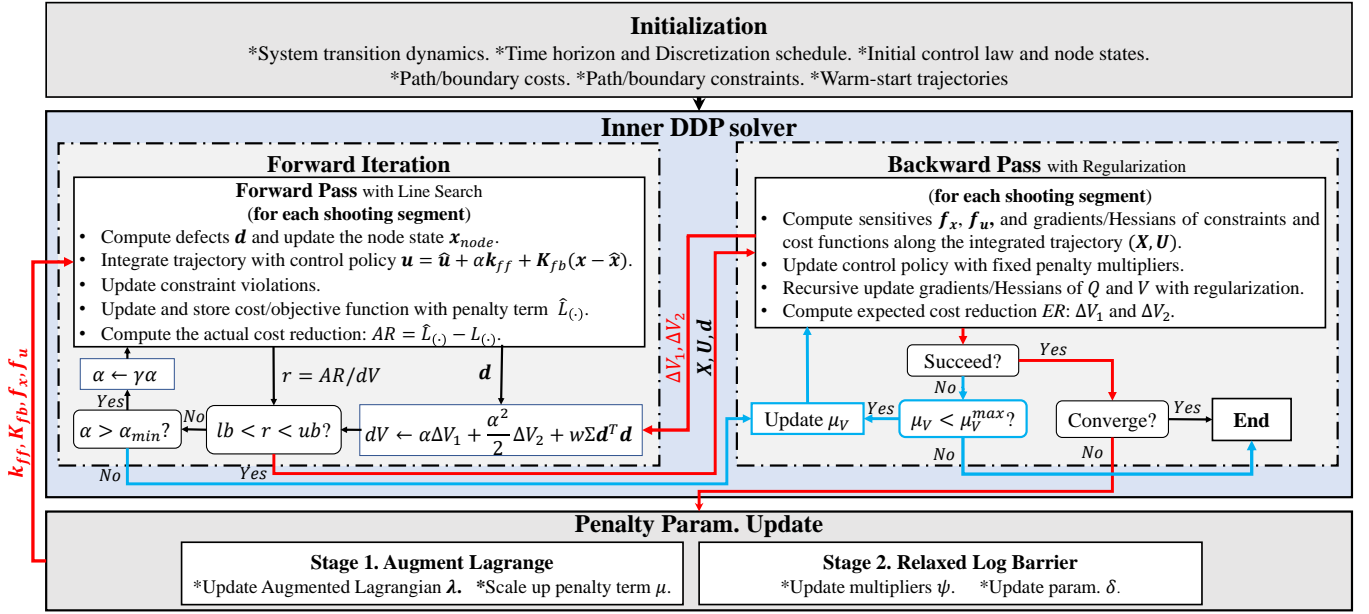 Initialization
*System transition dynamics. *Time horizon and Discretization schedule. *Initial control law and node states.
*Path/boundary costs. *Path/boundary constraints. *Warm-start trajectories
Inner DDP solver
Forward Iteration
Forward Pass with Line Search
(for each shooting segment)
• Compute defects d and update the node state x_node.
• Integrate trajectory with control policy u = û + αk_ff + K_fb(x − x̂).
• Update constraint violations.
• Update and store cost/objective function with penalty term L̂_(·).
• Compute the actual cost reduction: AR = L̂_(·) − L_(·).
α ← γα
r = AR/dV
d
Yes
α > α_min?
No
lb < r < ub?
dV ← αΔV_1 + α²/2 ΔV_2 + wΣd^T d
No
Yes
k_ff, K_fb, f_x, f_u
ΔV_1, ΔV_2
X, U, d
Backward Pass with Regularization
(for each shooting segment)
• Compute sensitives f_x, f_u, and gradients/Hessians of constraints and
cost functions along the integrated trajectory (X, U).
• Update control policy with fixed penalty multipliers.
• Recursive update gradients/Hessians of Q and V with regularization.
• Compute expected cost reduction ER: ΔV_1 and ΔV_2.
Succeed?
Yes
No
Update μ_V
Yes
μ_V < μ_V^max?
Converge?
Yes
End
No
No
Penalty Param. Update
Stage 1. Augment Lagrange
*Update Augmented Lagrangian λ. *Scale up penalty term μ.
Stage 2. Relaxed Log Barrier
*Update multipliers ψ. *Update param. δ.